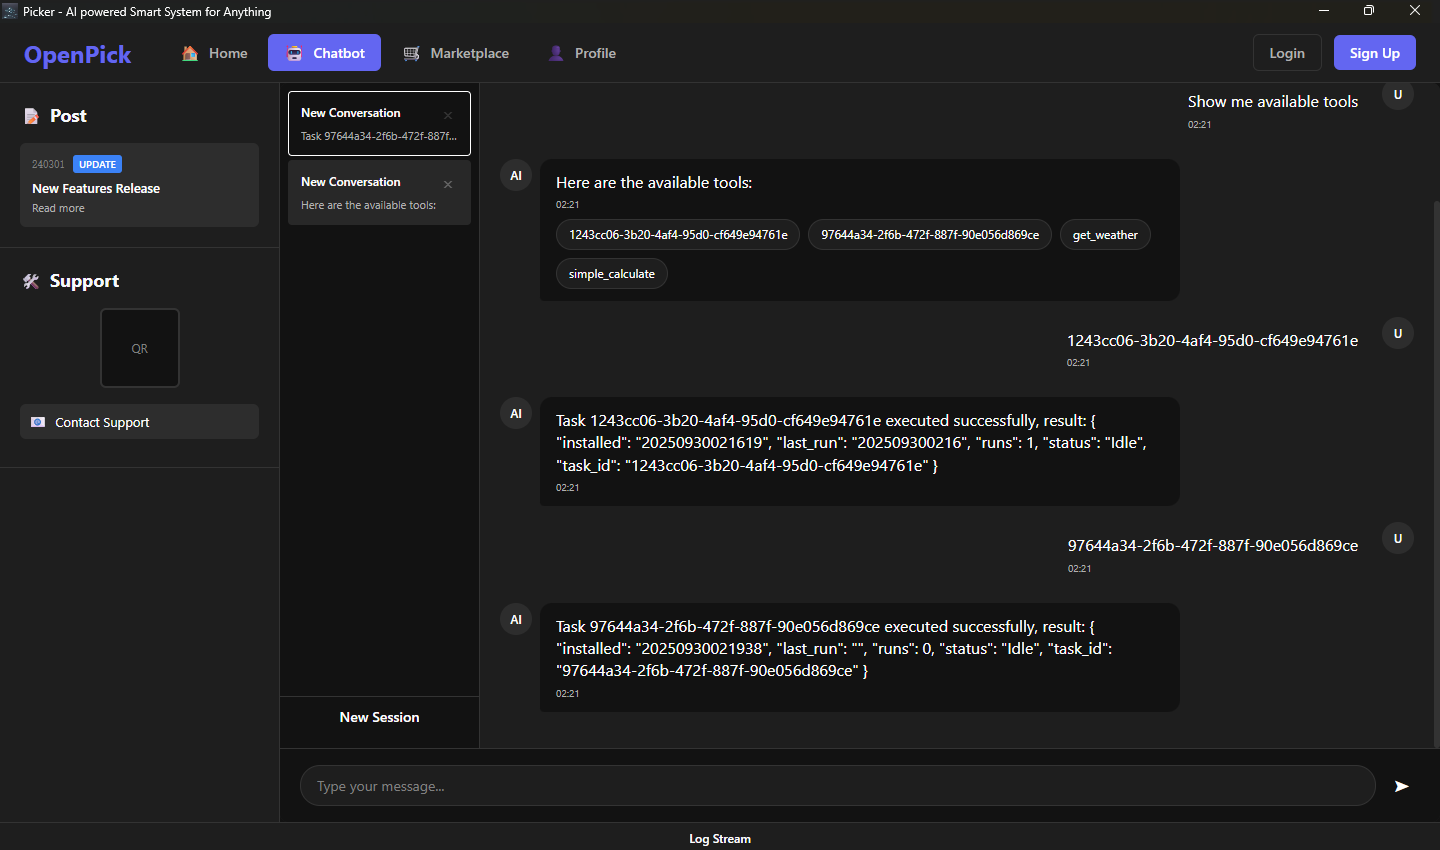 Picker - AI powered Smart System for Anything
OpenPick
Home
Chatbot
Marketplace
Profile
Login
Sign Up
Post
240301 UPDATE
New Features Release
Read more
Support
QR
Contact Support
New Conversation
Task 97644a34-2f6b-472f-887f...
New Conversation
Here are the available tools:
New Session
Show me available tools
U
02:21
AI
Here are the available tools:
02:21
1243cc06-3b20-4af4-95d0-cf649e94761e
97644a34-2f6b-472f-887f-90e056d869ce
get_weather
simple_calculate
1243cc06-3b20-4af4-95d0-cf649e94761e
U
02:21
AI
Task 1243cc06-3b20-4af4-95d0-cf649e94761e executed successfully, result: {
"installed": "20250930021619", "last_run": "202509300216", "runs": 1, "status": "Idle",
"task_id": "1243cc06-3b20-4af4-95d0-cf649e94761e" }
02:21
97644a34-2f6b-472f-887f-90e056d869ce
U
02:21
AI
Task 97644a34-2f6b-472f-887f-90e056d869ce executed successfully, result: {
"installed": "20250930021938", "last_run": "", "runs": 0, "status": "Idle", "task_id":
"97644a34-2f6b-472f-887f-90e056d869ce" }
02:21
Type your message...
Log Stream